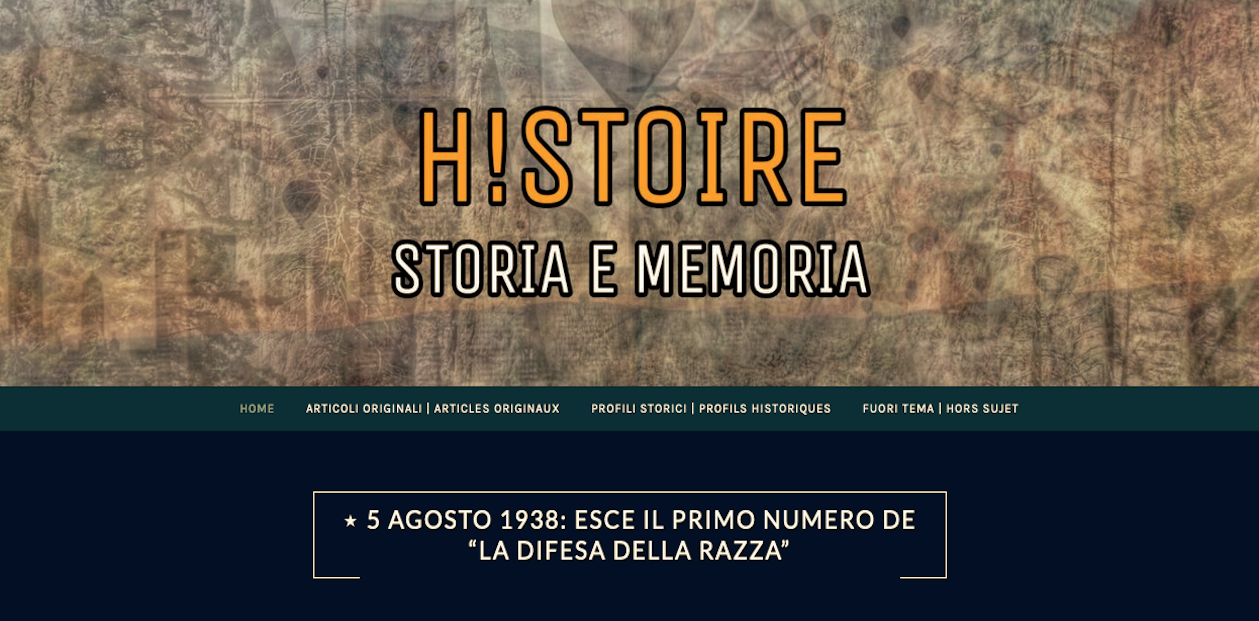 H!STOIRE
STORIA E MEMORIA
HOME ARTICOLI ORIGINALI | ARTICLES ORIGINAUX PROFILI STORICI | PROFILS HISTORIQUES FUORI TEMA | HORS SUJET
★ 5 AGOSTO 1938: ESCE IL PRIMO NUMERO DE
“LA DIFESA DELLA RAZZA”